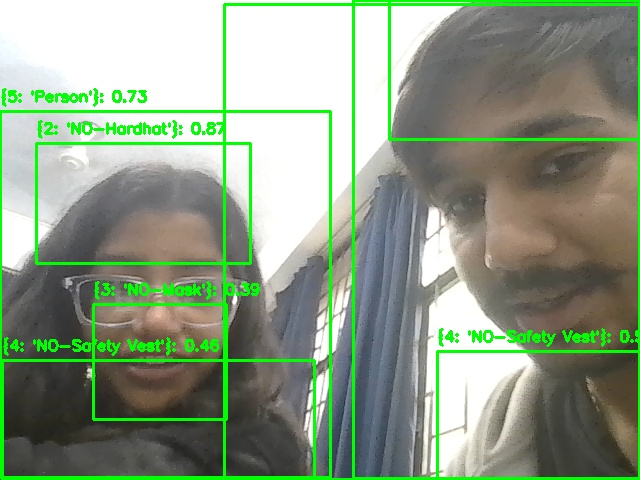 {5: 'Person'}: 0.73
{2: 'NO-Hardhat'}: 0.87
{3: 'NO-Mask'}: 0.39
{4: 'NO-Safety Vest'}: 0.46
{4: 'NO-Safety Vest'}: 0.